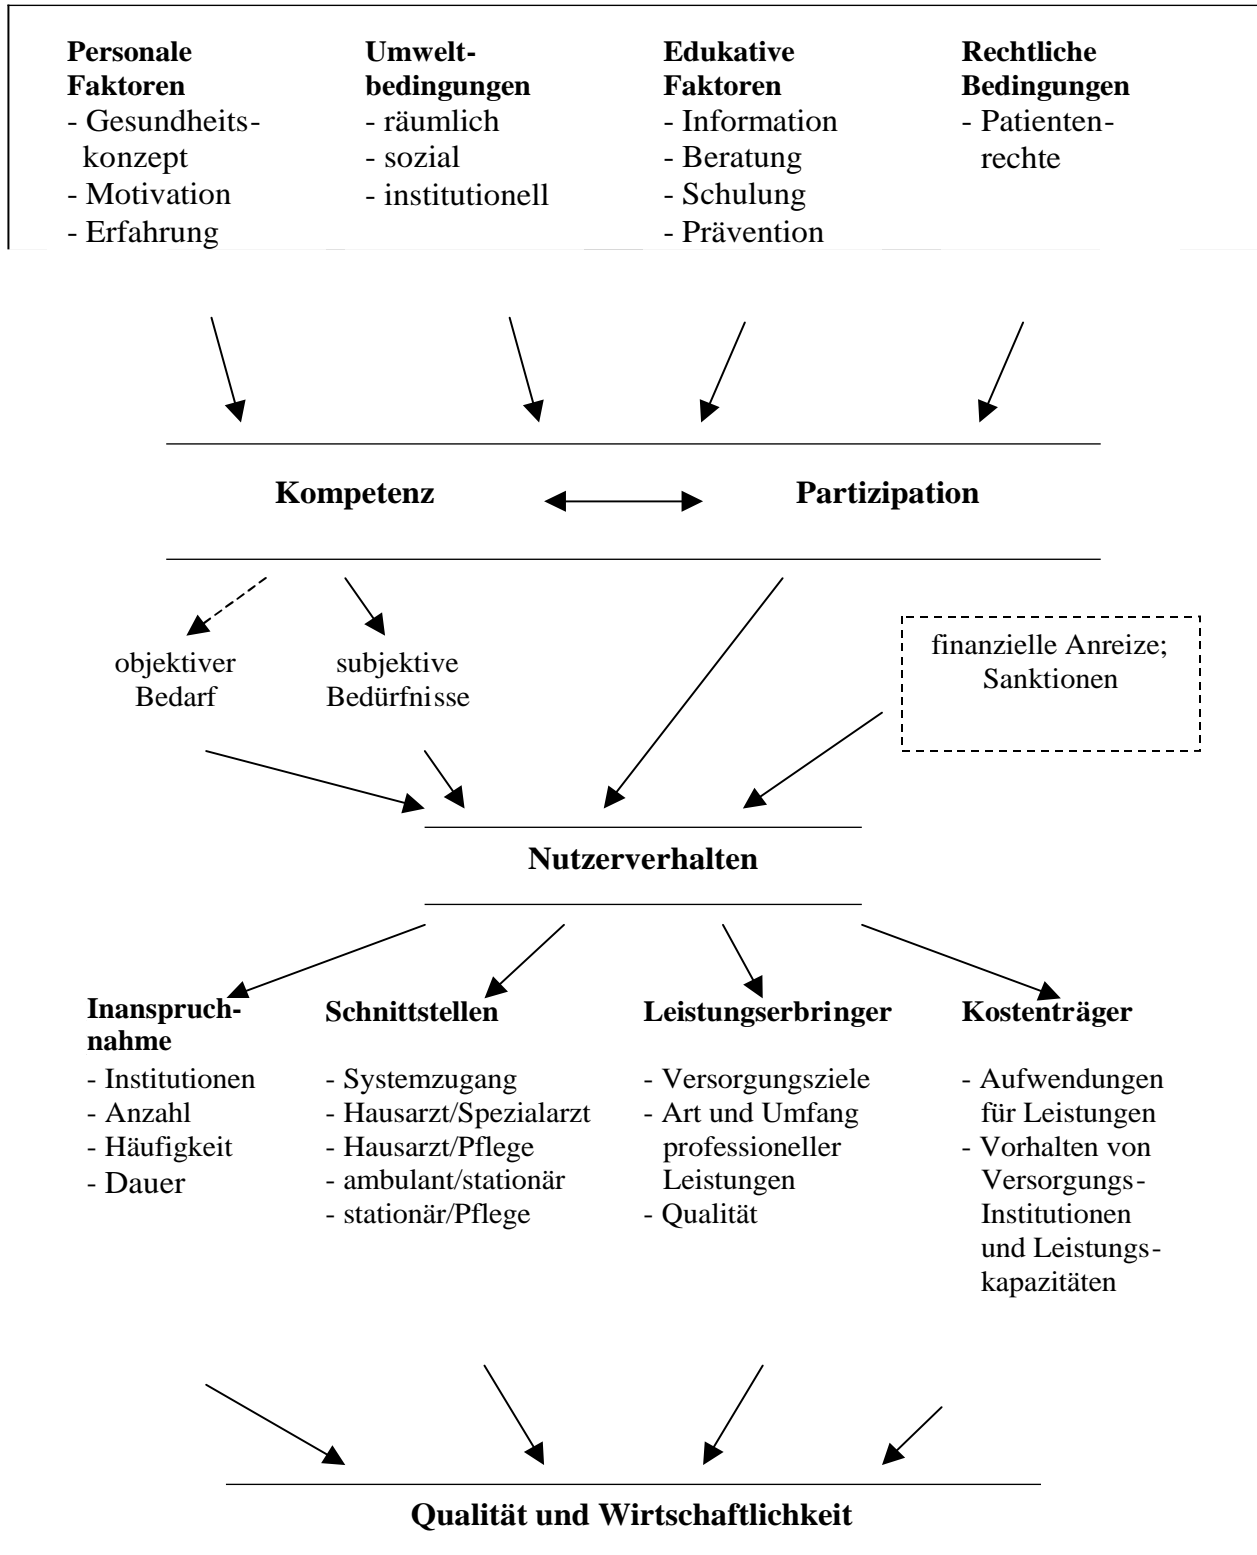 Personale
Faktoren
- Gesundheits-
konzept
- Motivation
- Erfahrung
Umwelt-
bedingungen
- räumlich
- sozial
- institutionell
Edukative
Faktoren
- Information
- Beratung
- Schulung
- Prävention
Rechtliche
Bedingungen
- Patienten-
rechte
Kompetenz
Partizipation
objektiver
Bedarf
subjektive
Bedürfnisse
finanzielle Anreize;
Sanktionen
Nutzerverhalten
Inanspruch-
nahme
- Institutionen
- Anzahl
- Häufigkeit
- Dauer
Schnittstellen
- Systemzugang
- Hausarzt/Spezialarzt
- Hausarzt/Pflege
- ambulant/stationär
- stationär/Pflege
Leistungserbringer
- Versorgungsziele
- Art und Umfang
professioneller
Leistungen
- Qualität
Kostenträger
- Aufwendungen
für Leistungen
- Vorhalten von
Versorgungs-
Institutionen
und Leistungs-
kapazitäten
Qualität und Wirtschaftlichkeit